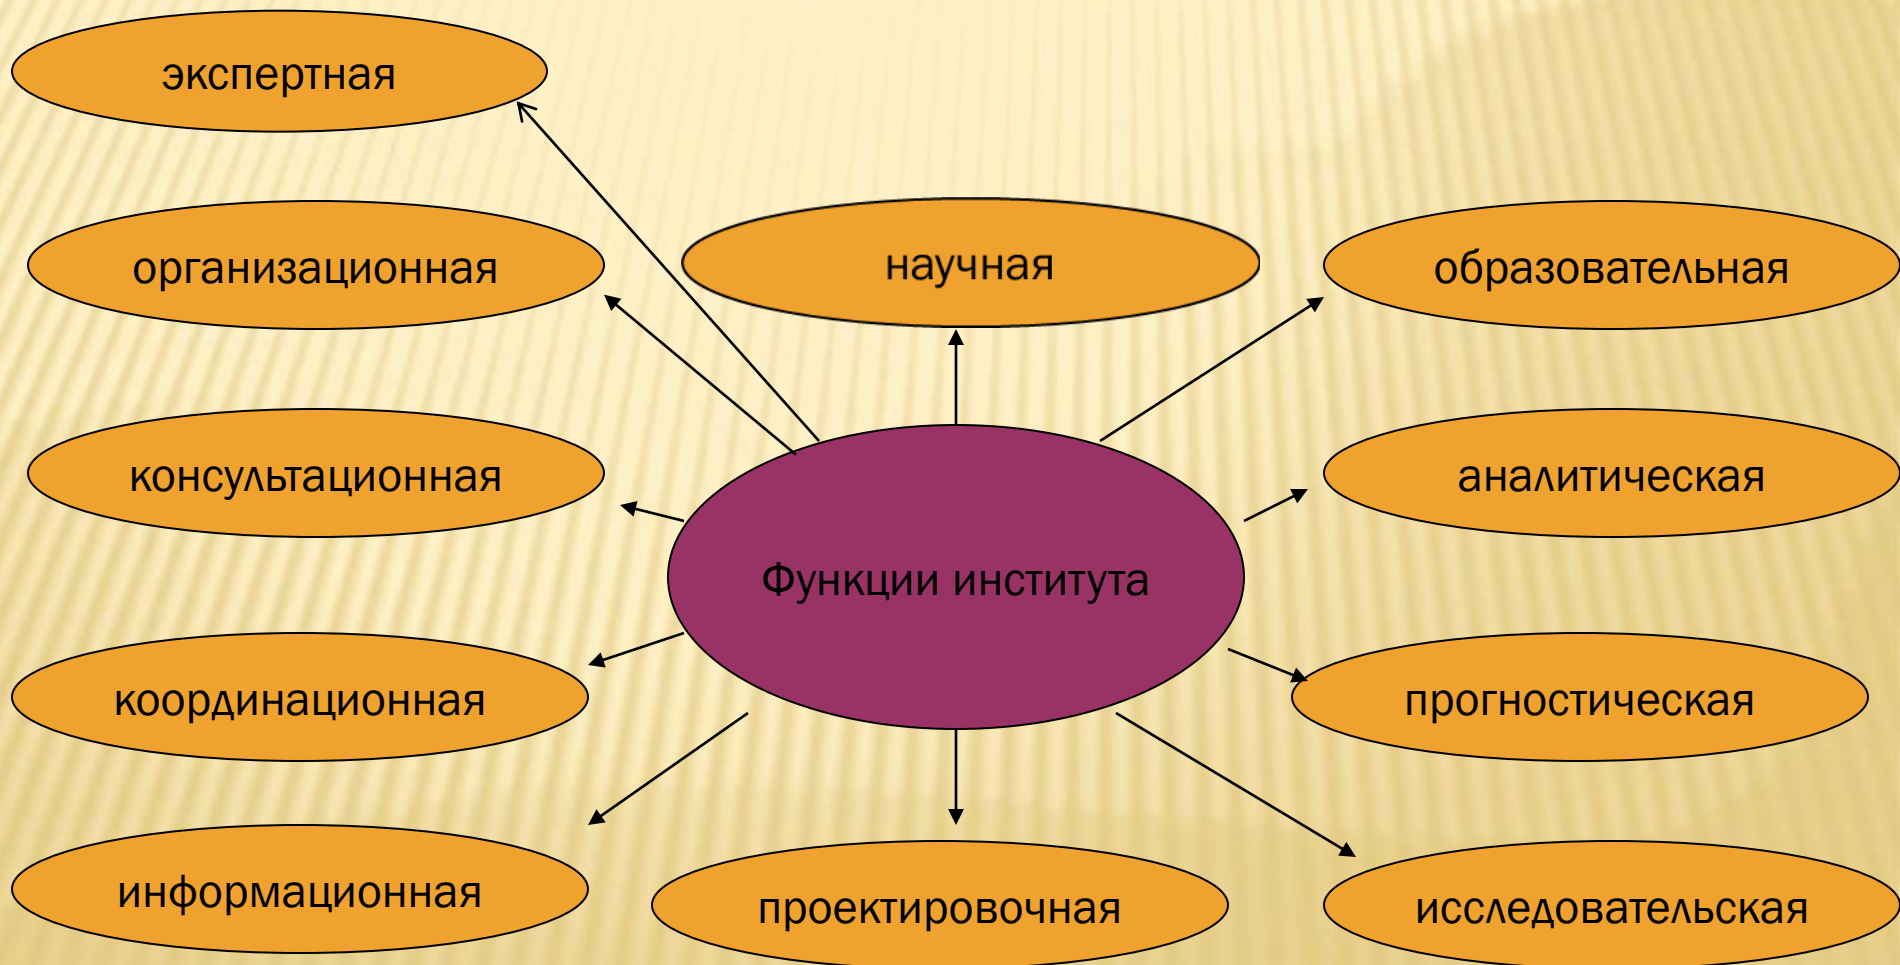 экспертная
организационная
научная
образовательная
консультационная
аналитическая
Функции института
координационная
прогностическая
информационная
проектировочная
исследовательская